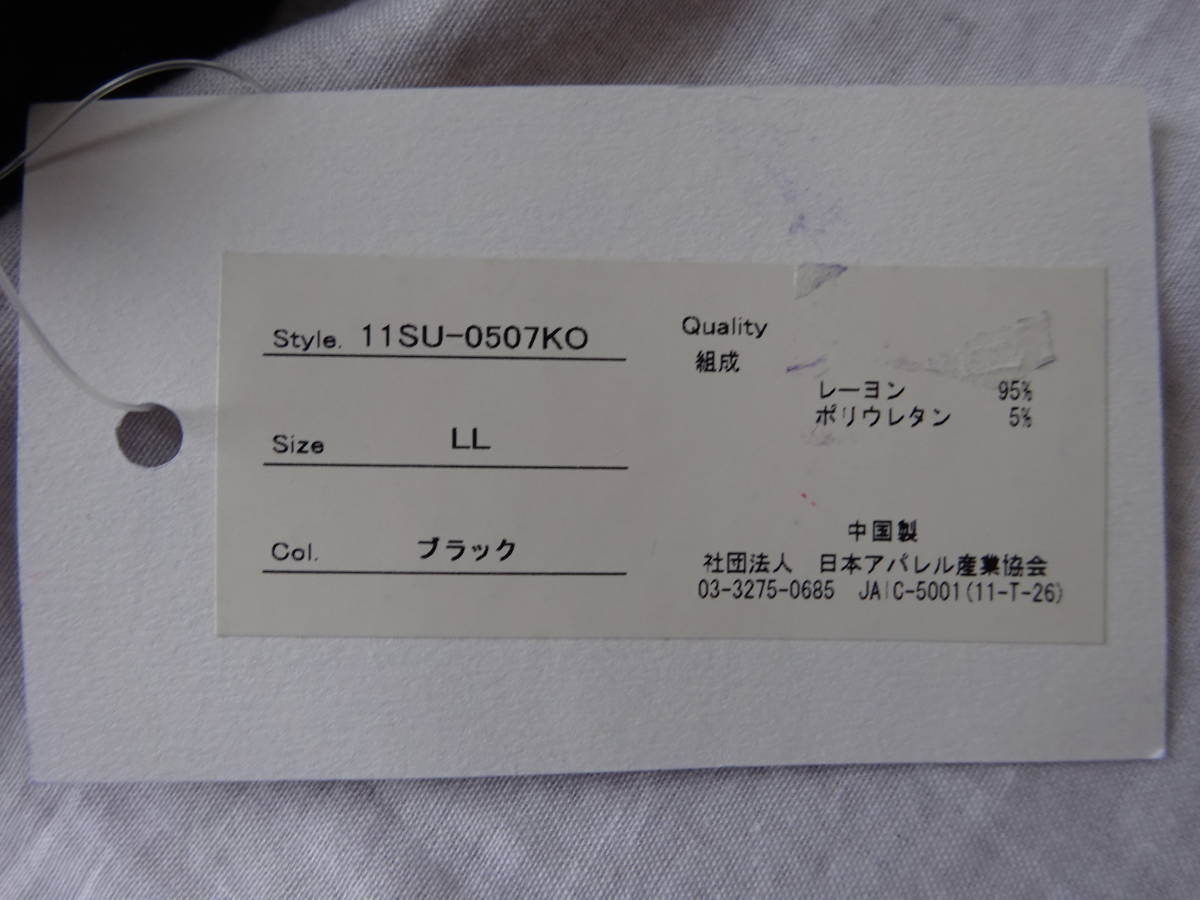 Style. 11SU-0507KO
Size LL
Col. ブラック
Quality
組成
レーヨン 95%
ポリウレタン 5%
中国製
社団法人 日本アパレル産業協会
03-3275-0685 JAIC-5001(11-T-26)